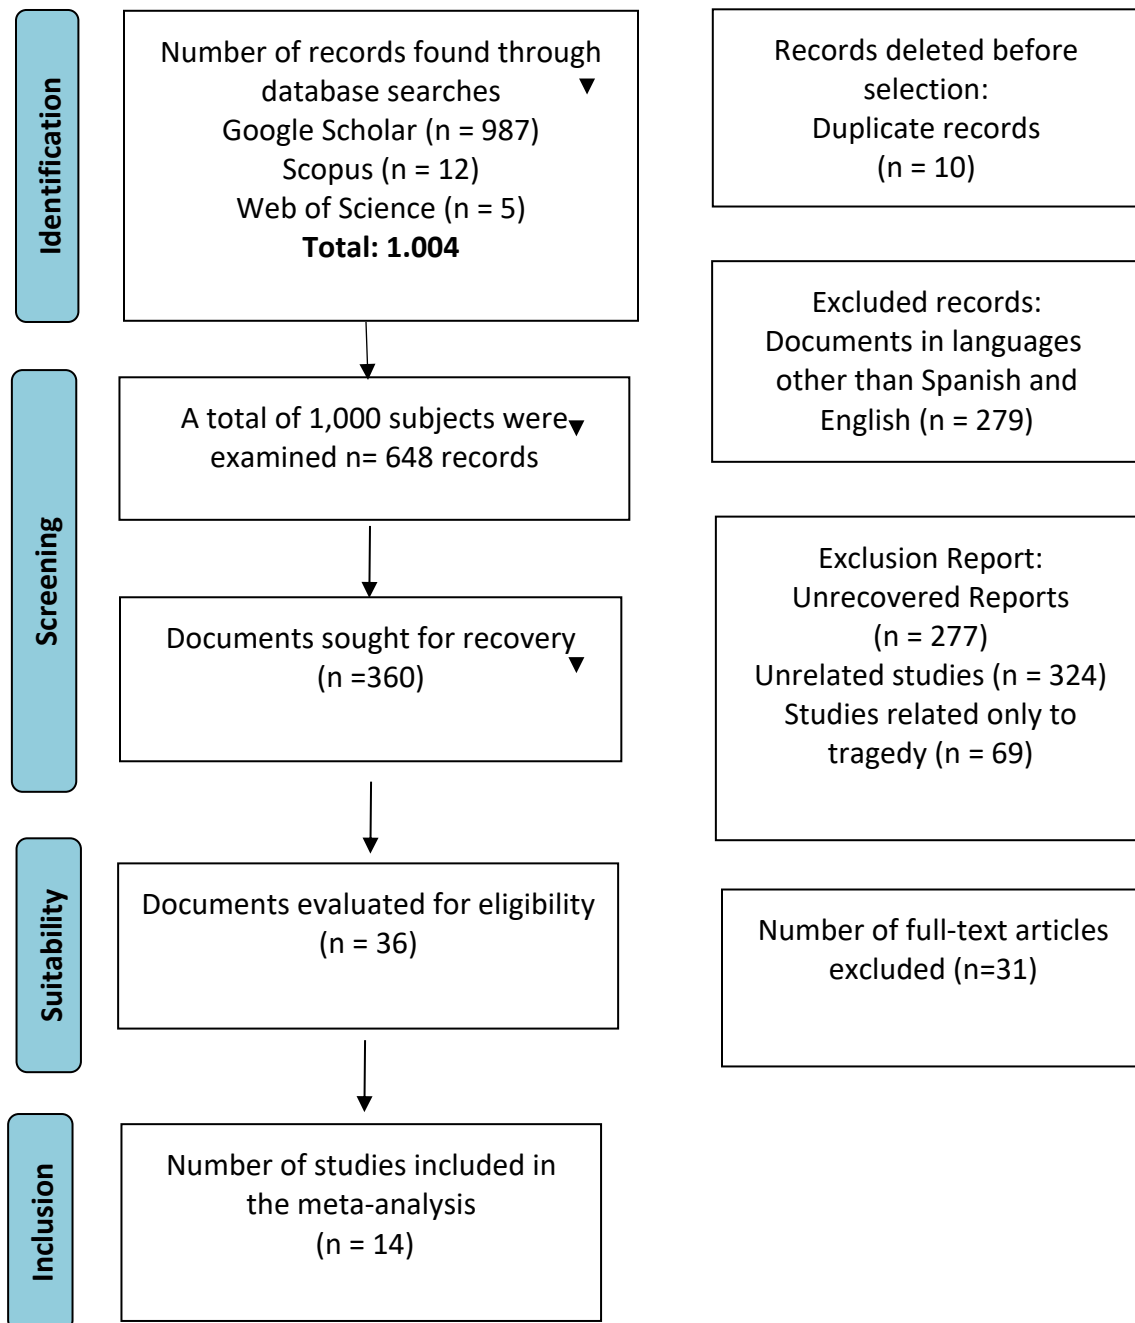 Identification
Number of records found through
database searches
Google Scholar (n = 987)
Scopus (n = 12)
Web of Science (n = 5)
Total: 1.004
Records deleted before
selection:
Duplicate records
(n = 10)
Excluded records:
Documents in languages
other than Spanish and
English (n = 279)
Screening
A total of 1,000 subjects were
examined n= 648 records
Documents sought for recovery
(n =360)
Exclusion Report:
Unrecovered Reports
(n = 277)
Unrelated studies (n = 324)
Studies related only to
tragedy (n = 69)
Suitability
Documents evaluated for eligibility
(n = 36)
Number of full-text articles
excluded (n=31)
Inclusion
Number of studies included in
the meta-analysis
(n = 14)